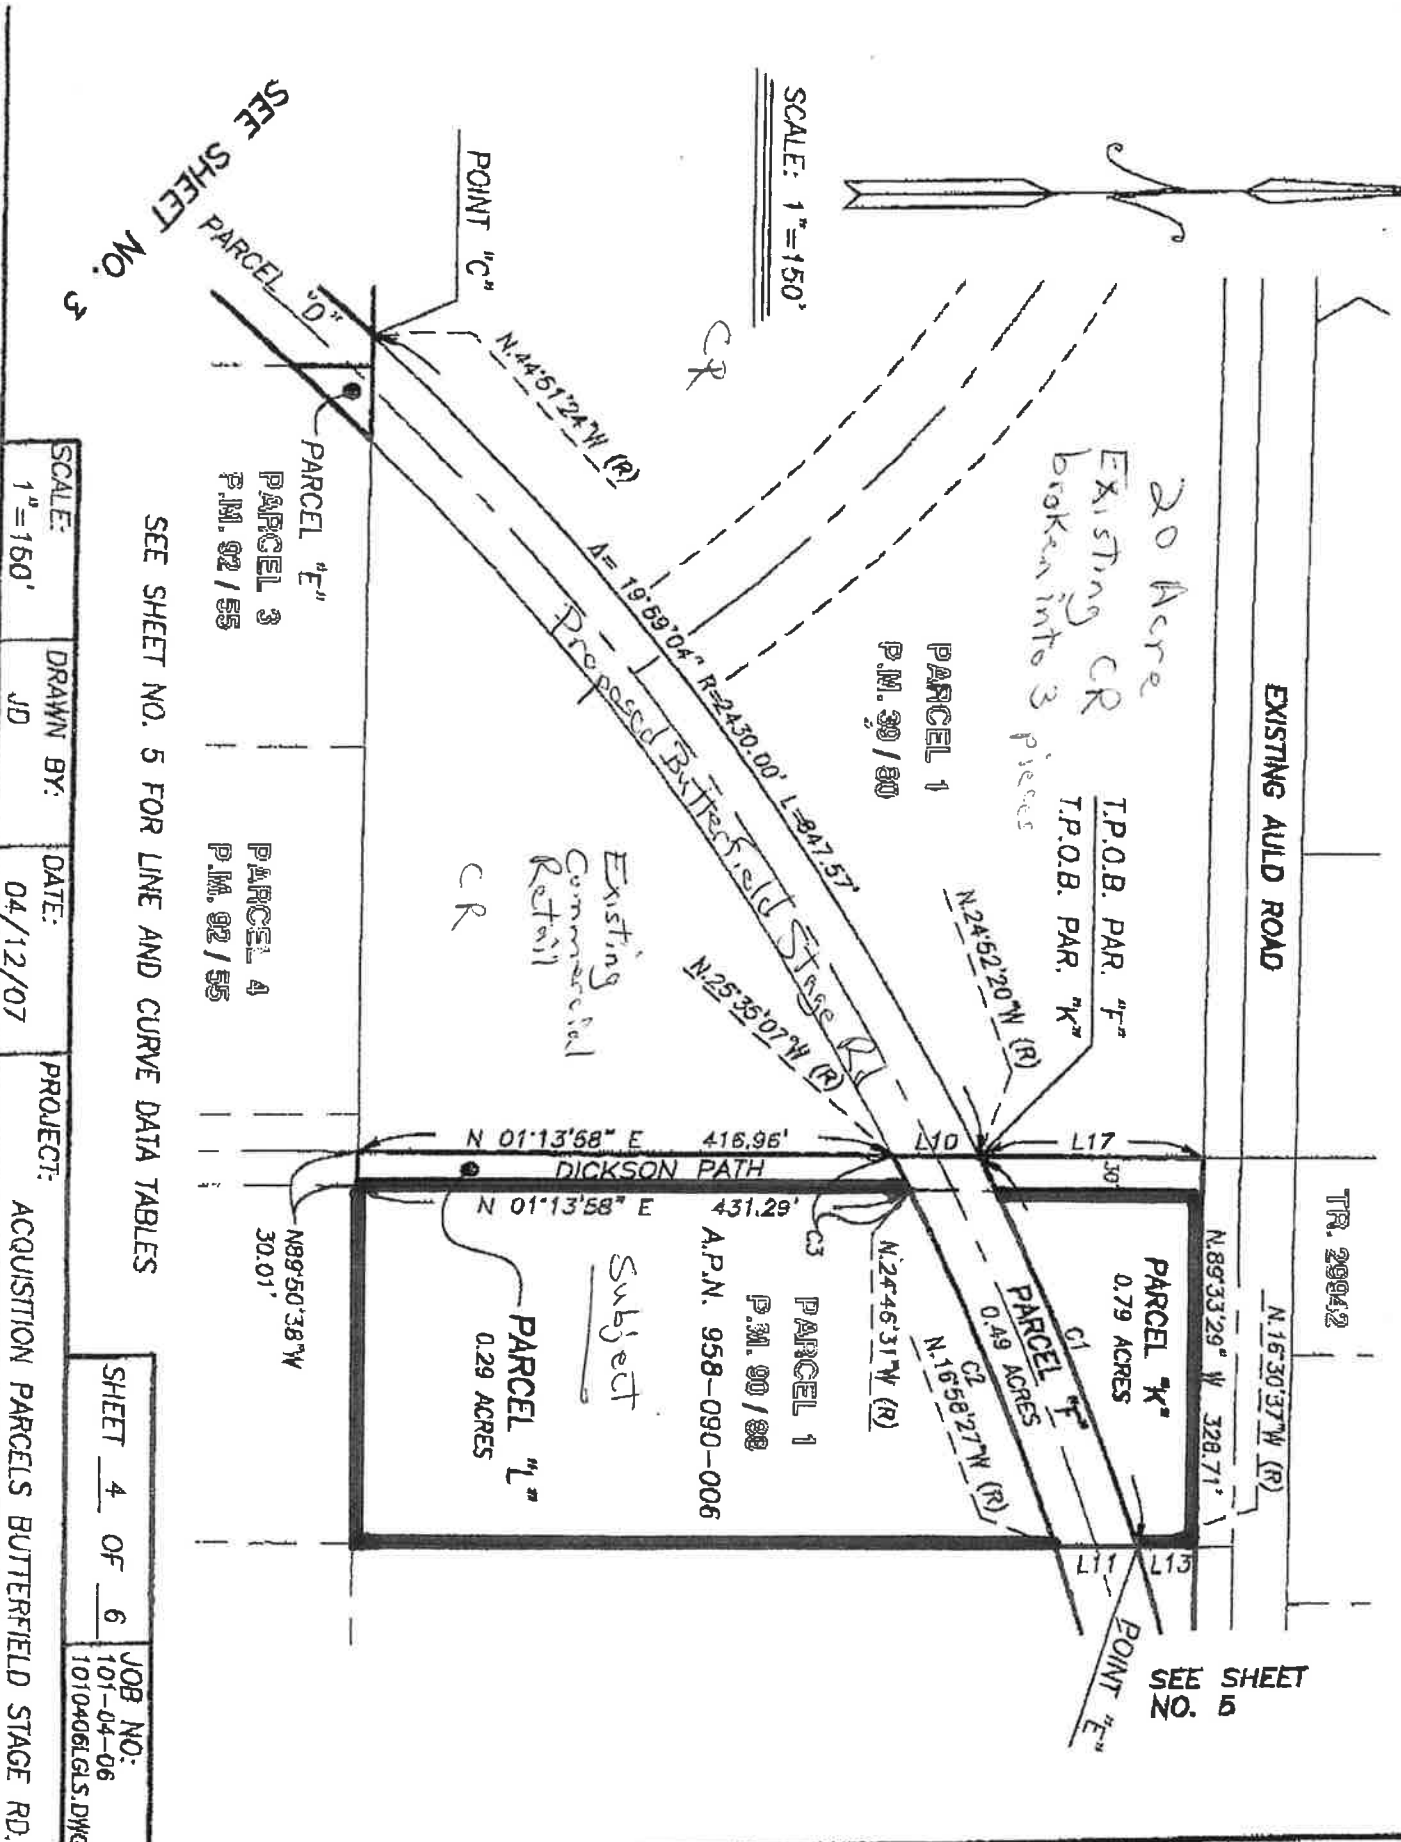 SCALE: 1"=150'
EXISTING AULD ROAD
TR. 29942
20 Acre
Existing CR
broken into 3 pieces
CR
PARCEL 1
P.M. 39 / 80
T.P.O.B. PAR. "F"
T.P.O.B. PAR. "K"
N.24°52'20"W (R)
N.89°33'29" W 328.71'
N.16°30'37"W (R)
L17
30'
L10
PARCEL "K"
0.79 ACRES
C1
PARCEL "F"
0.49 ACRES
C2
N.16°58'27"W (R)
L11
L13
POINT "E"
SEE SHEET
NO. 5
POINT "C"
N.44°51'24"W (R)
Δ= 19°59'04" R=2430.00' L=847.57'
Proposed Butterfield Stage Rd
N.25°35'07"W (R)
Existing
Commercial
Retail
CR
N 01°13'58" E 416.96'
DICKSON PATH
N 01°13'58" E 431.29'
C3
N.24°46'31"W (R)
PARCEL 1
P.M. 90 / 88
A.P.N. 958-090-006
Subject
PARCEL "L"
0.29 ACRES
N89°50'38"W
30.01'
SEE SHEET NO. 3
PARCEL "D"
PARCEL "E"
PARCEL 3
P.M. 92 / 55
PARCEL 4
P.M. 92 / 55
SEE SHEET NO. 5 FOR LINE AND CURVE DATA TABLES
SHEET 4 OF 6
JOB NO:
101-04-06
1010406LGLS.DWG
SCALE:
1"=150'
DRAWN BY:
JD
DATE:
04/12/07
PROJECT:
ACQUISITION PARCELS BUTTERFIELD STAGE RD.